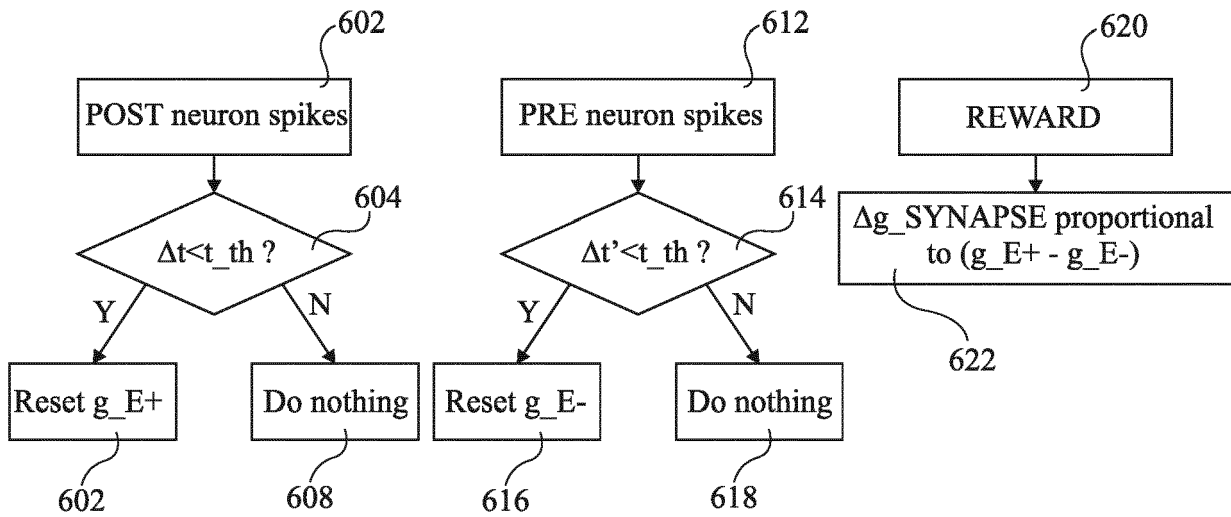 602
POST neuron spikes
604
Δt<t_th ?
Y
N
Reset g_E+
Do nothing
602
608
612
PRE neuron spikes
614
Δt'<t_th ?
Y
N
Reset g_E-
Do nothing
616
618
620
REWARD
Δg_SYNAPSE proportional
to (g_E+ - g_E-)
622